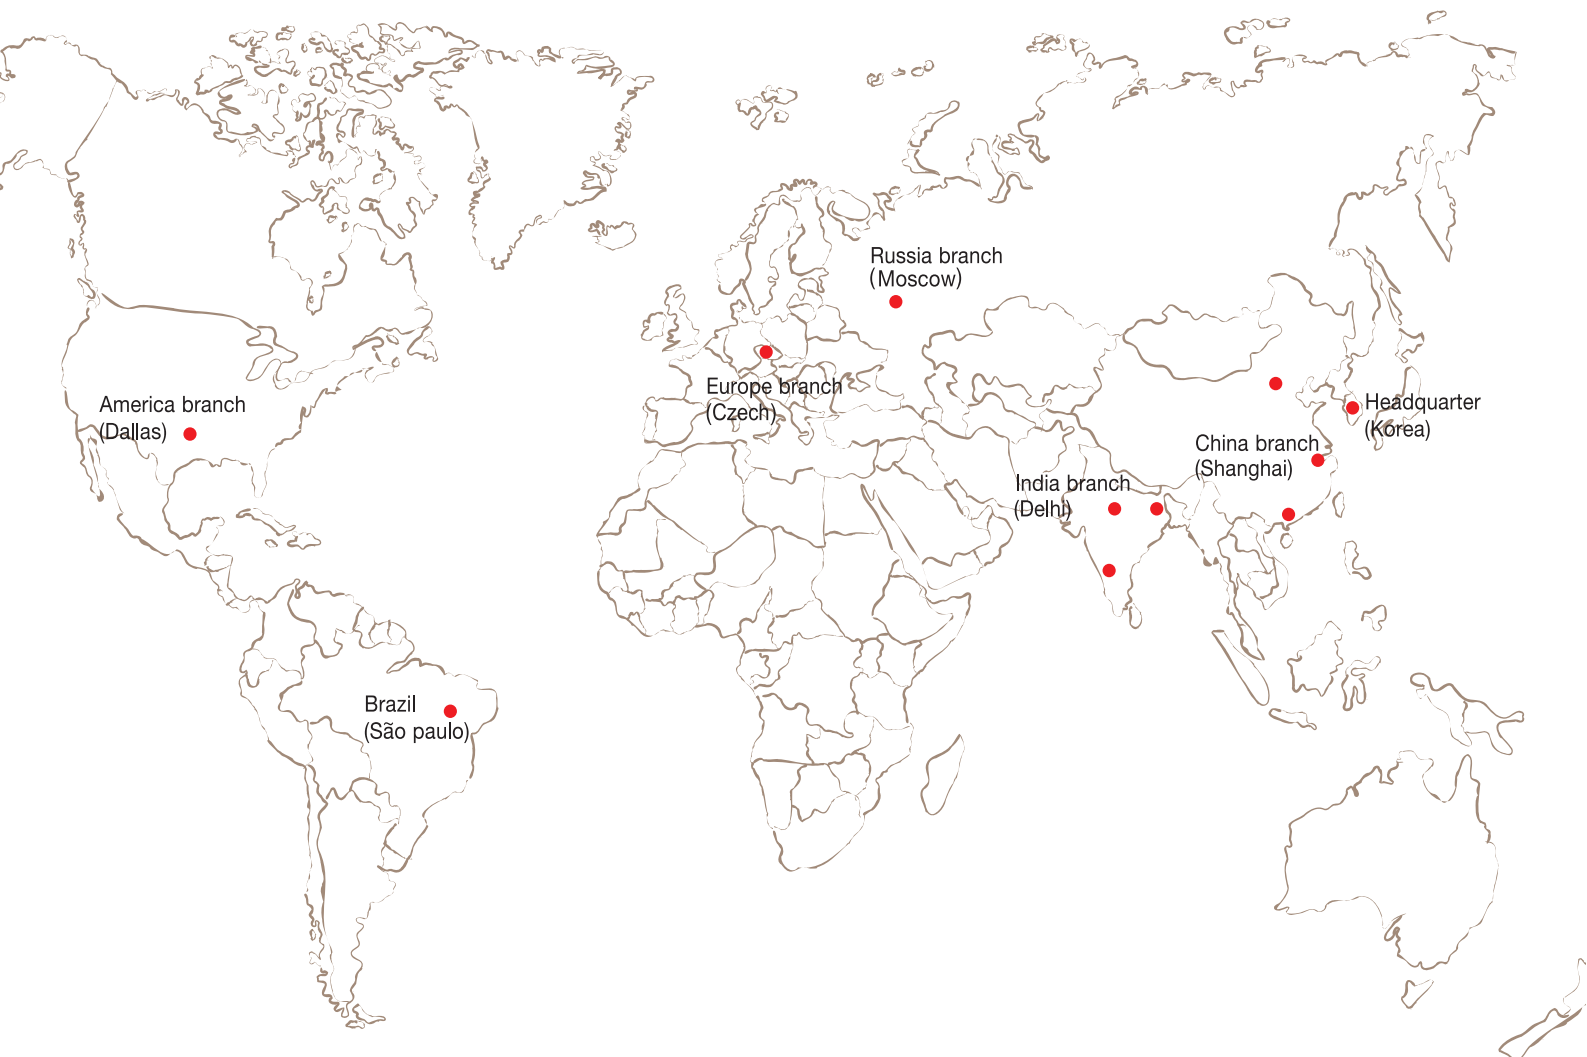 Russia branch
(Moscow)
Europe branch
(Czech)
America branch
(Dallas)
Headquarter
(Korea)
China branch
(Shanghai)
India branch
(Delhi)
Brazil
(São paulo)